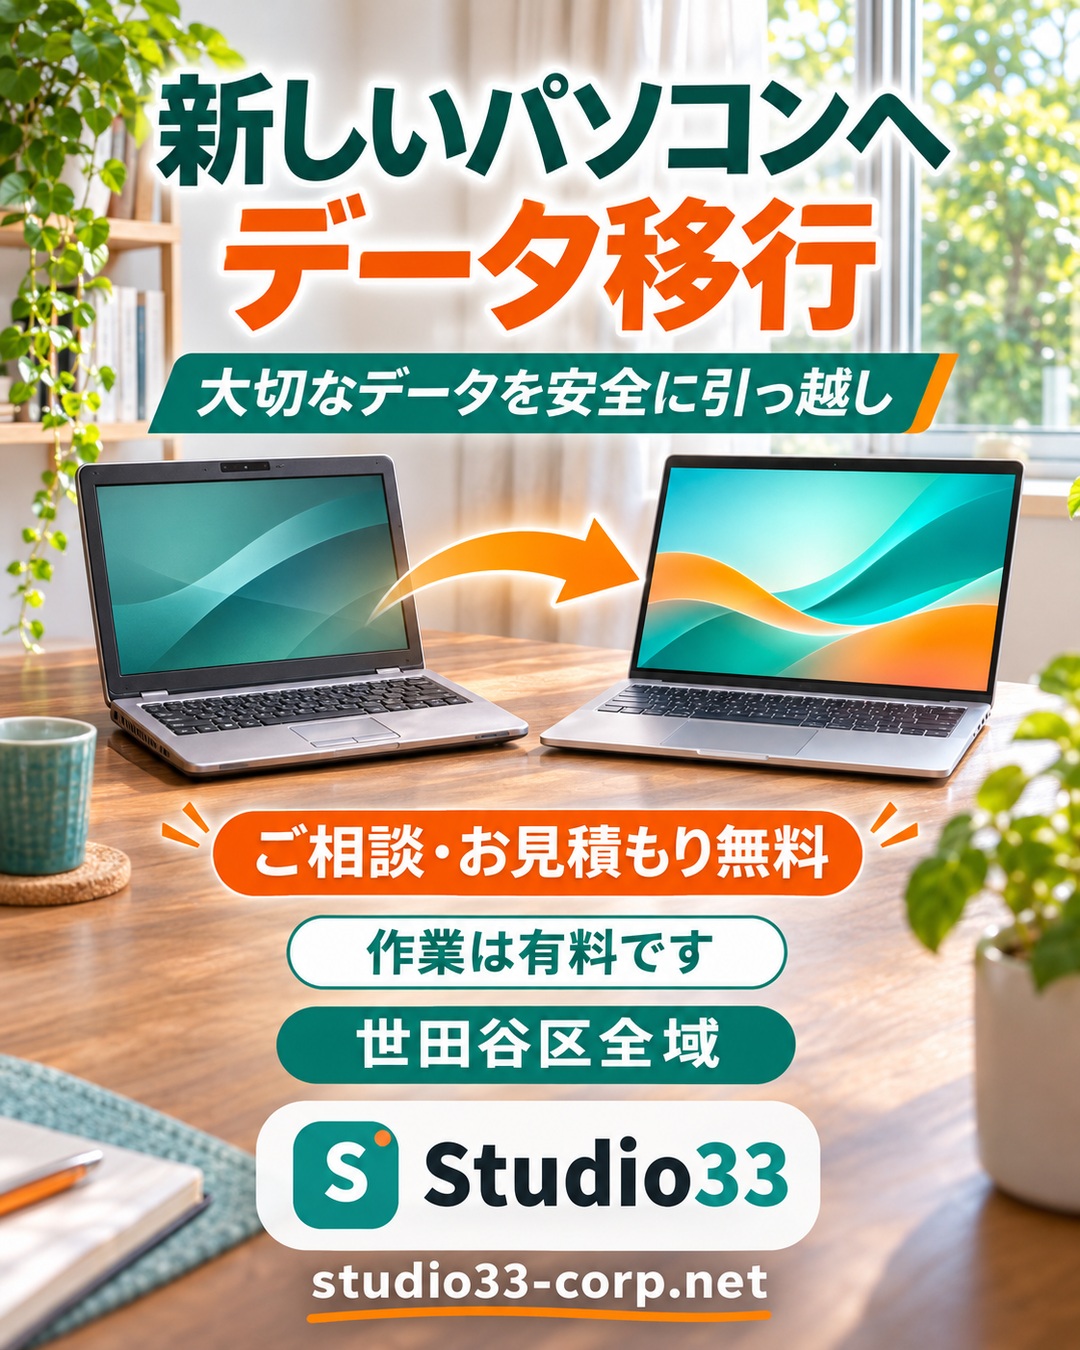 新しいパソコンへ
データ移行
大切なデータを安全に引っ越し
ご相談・お見積もり無料
作業は有料です
世田谷区全域
S Studio33
studio33-corp.net